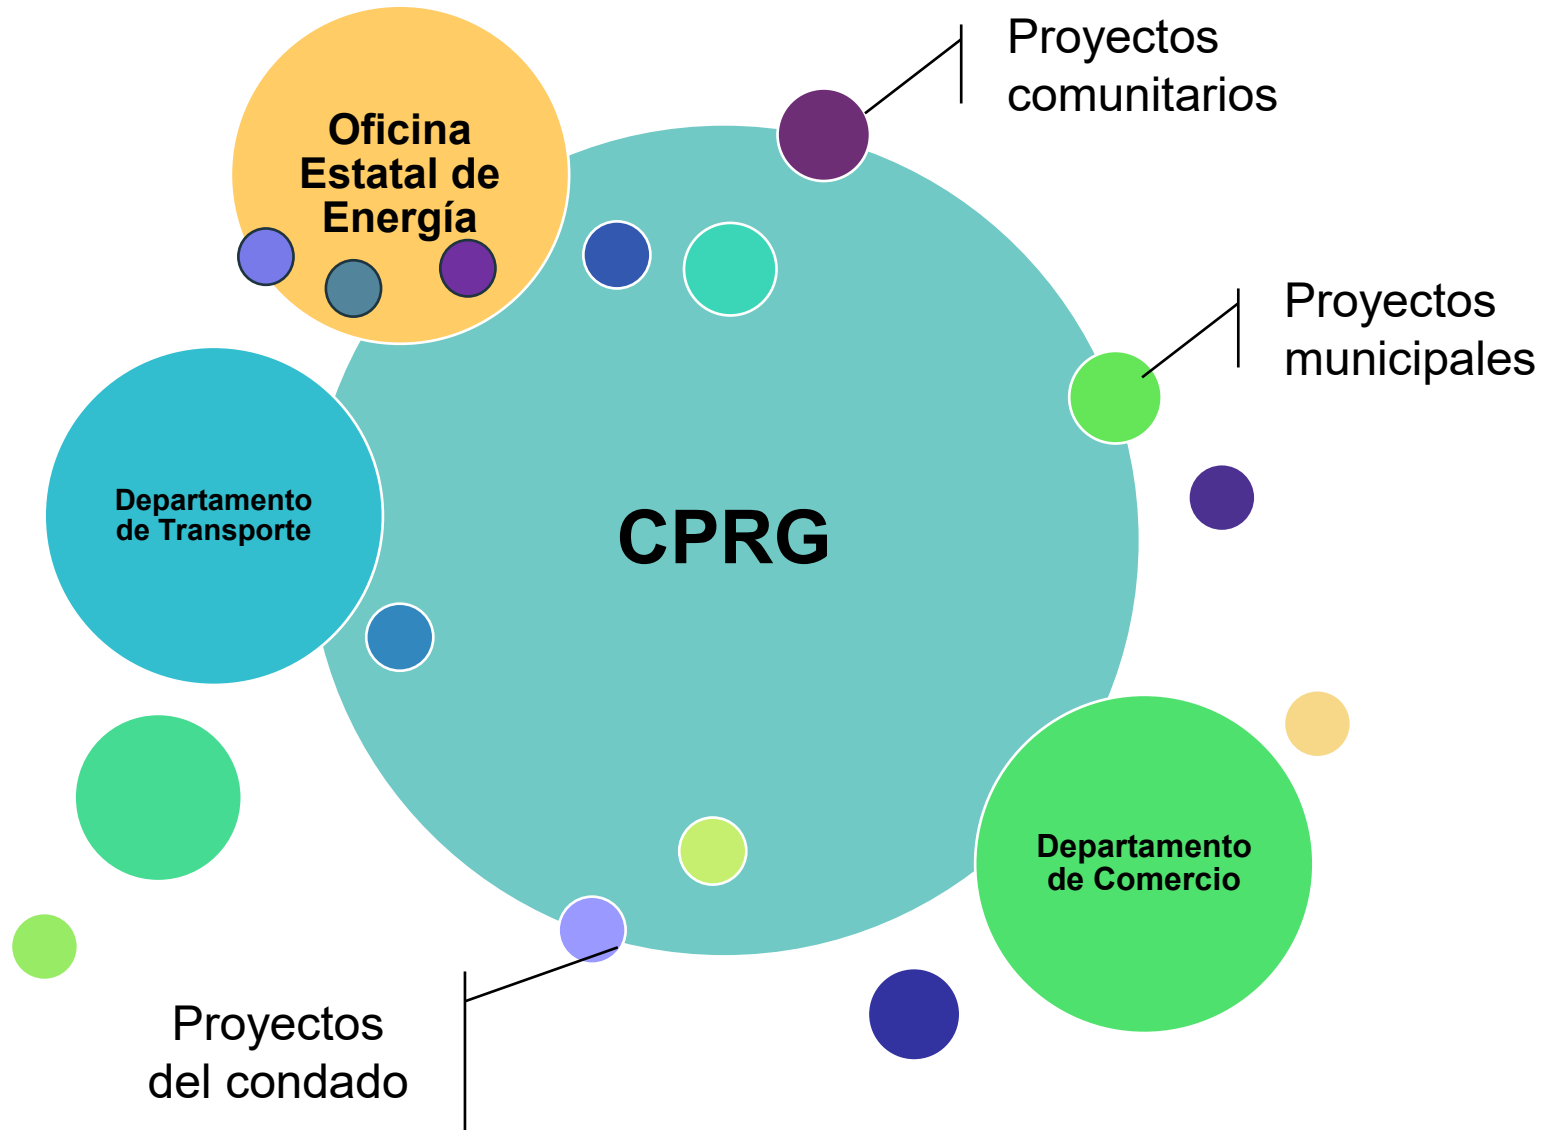 Proyectos
comunitarios
Oficina
Estatal de
Energía
Proyectos
municipales
Departamento
de Transporte
CPRG
Departamento
de Comercio
Proyectos
del condado